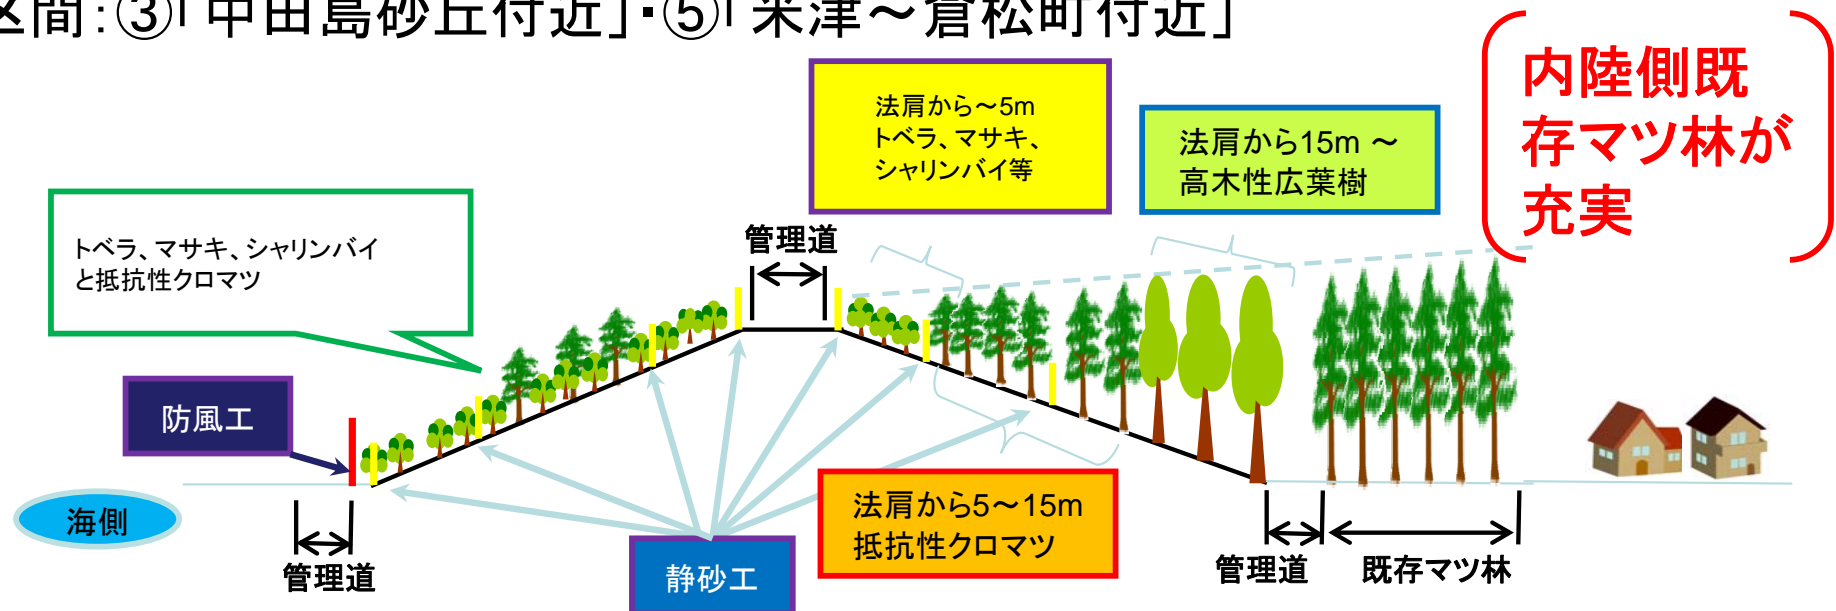 区間:③「中田島砂丘付近」・⑤「米津～倉松町付近」
内陸側既
存マツ林が
充実
法肩から～5m
トベラ、マサキ、
シャリンバイ等
法肩から15m ～
高木性広葉樹
トベラ、マサキ、シャリンバイ
と抵抗性クロマツ
管理道
防風工
海側
管理道
静砂工
法肩から5～15m
抵抗性クロマツ
管理道
既存マツ林